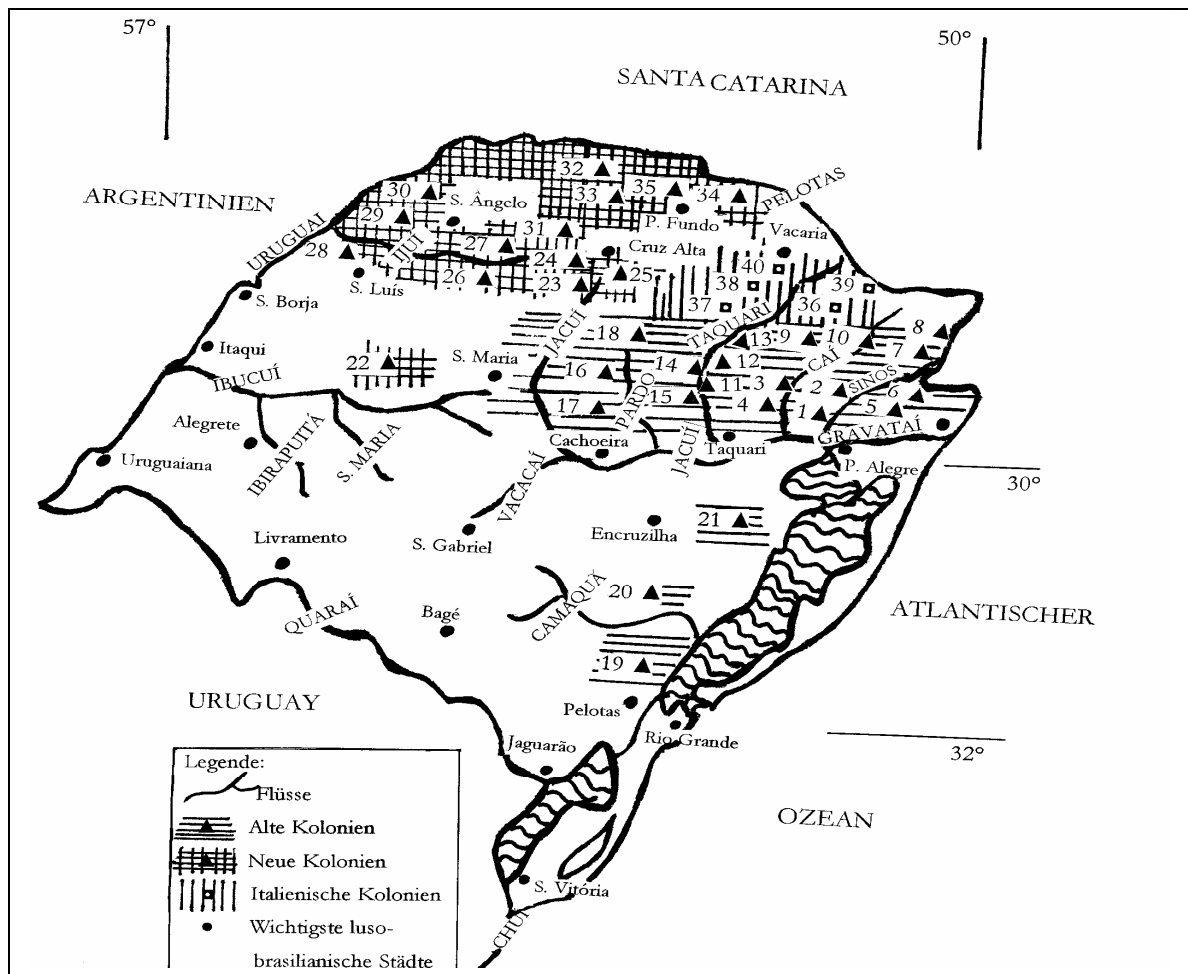 57°
50°
SANTA CATARINA
ARGENTINIEN
PELOTAS
32
30
S. Ângelo
33
35
34
29
31
P. Fundo
Vacaria
URUGUAI
28
IJUI
27
24
Cruz Alta
S. Luís
26
23
25
40
38
39
37
36
S. Borja
JACUÍ
18
TAQUARI
13
9
10
8
Itaqui
22
S. Maria
16
14
12
CAÍ
7
IBUCUÍ
PARDO
11
3
2
SINOS
6
17
15
4
1
5
Alegrete
IBIRAPUITÁ
S. MARIA
Cachoeira
JACUÍ
Taquari
GRAVATAÍ
Uruguaiana
VACACAÍ
P. Alegre
30°
Livramento
S. Gabriel
Encruzilha
21
QUARAÍ
Bagé
CAMAQUÃ
20
ATLANTISCHER
19
URUGUAY
Pelotas
Jaguarão
Rio Grande
32°
OZEAN
S. Vitória
CHUÍ
Legende:
Flüsse
Alte Kolonien
Neue Kolonien
Italienische Kolonien
Wichtigste luso-
brasilianische Städte